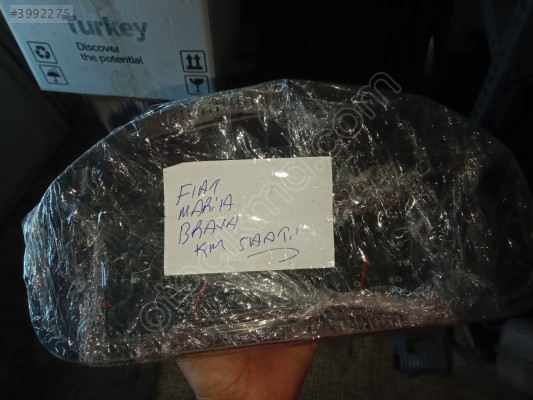 #3992275
Turkey
Discover
the potential
FIAT
MARIA
BRAVA
KM SAATİ